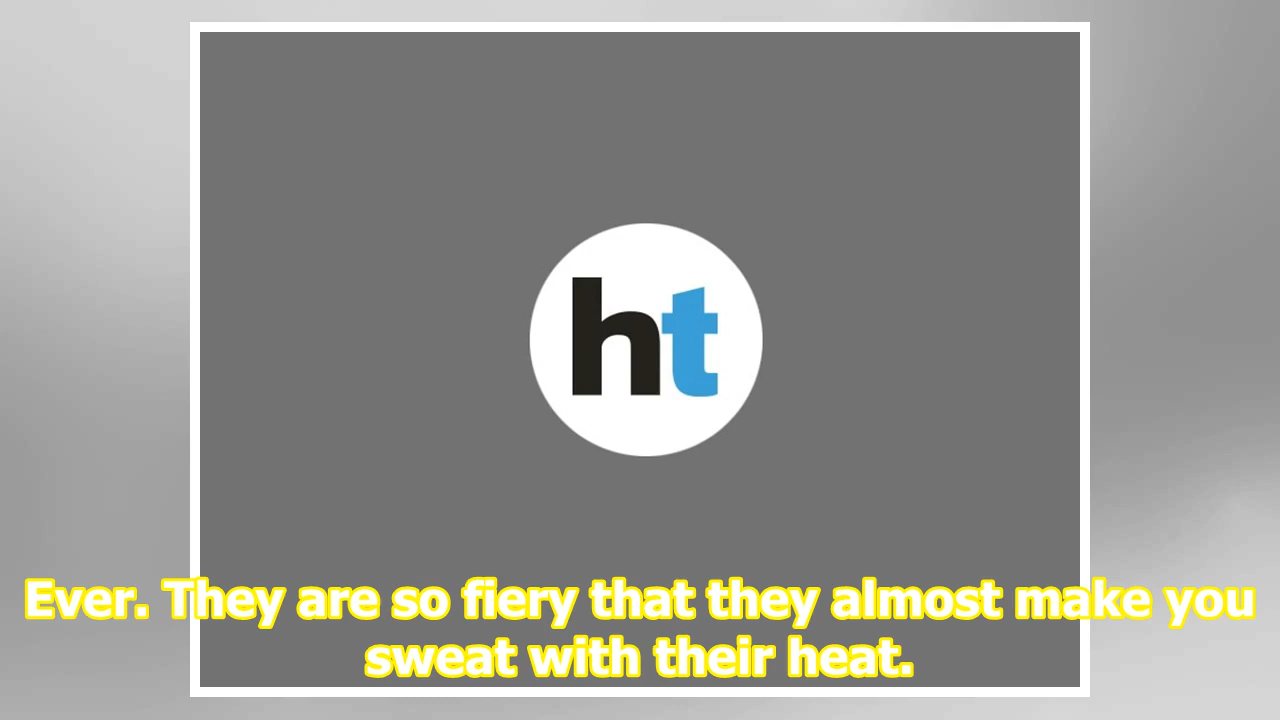 ht
Ever. They are so fiery that they almost make you
sweat with their heat.